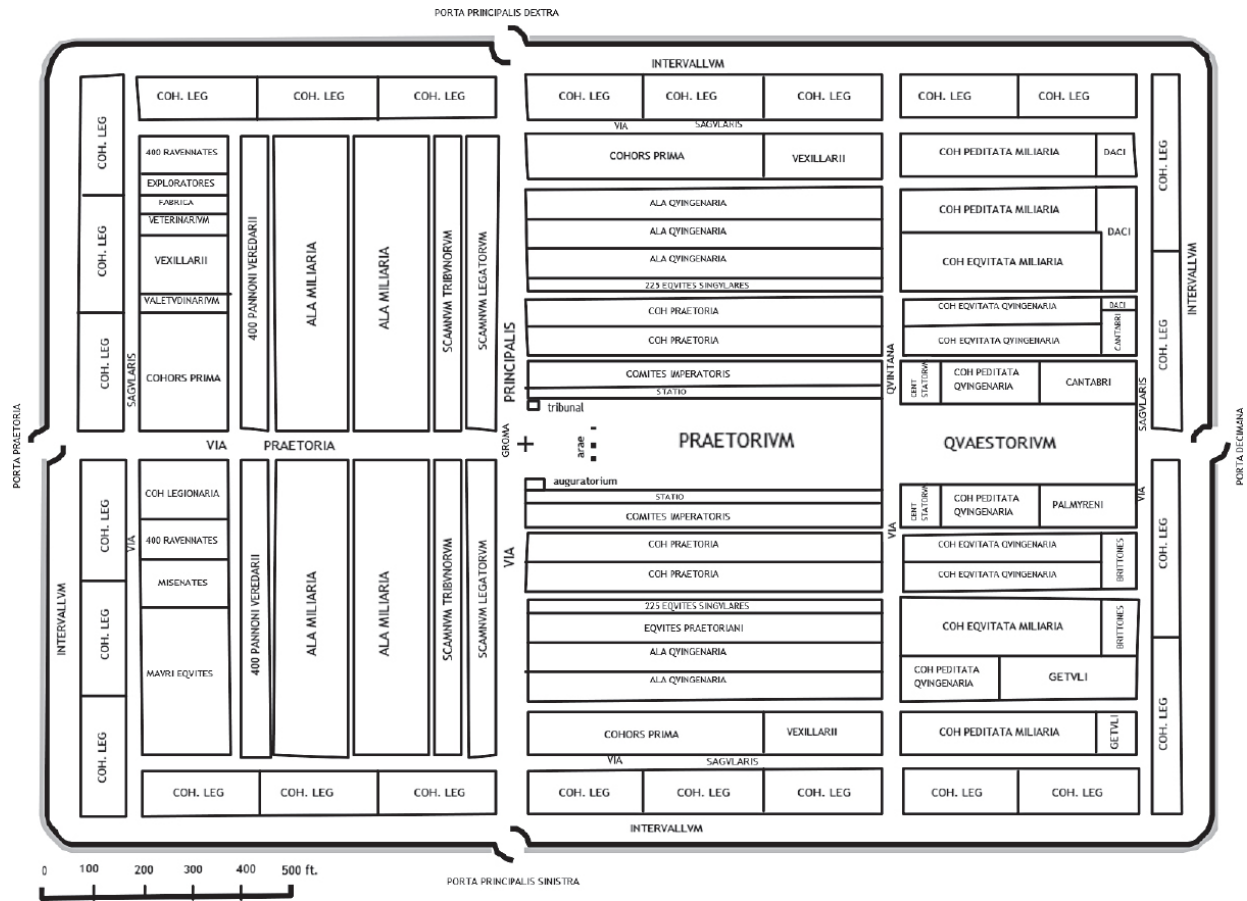 PORTA PRINCIPALIS DEXTRA
INTERVALLVM
COH. LEG
COH. LEG
COH. LEG
COH. LEG
COH. LEG
COH. LEG
COH. LEG
COH. LEG
VIA SAGVLARIS
COH. LEG
COH. LEG
COH. LEG
SAGVLARIS
400 RAVENNATES
EXPLORATORES
FABRICA
VETERINARIVM
VEXILLARII
VALETVDINARIVM
COHORS PRIMA
400 PANNONI VEREDARII
ALA MILIARIA
ALA MILIARIA
SCAMNVM TRIBVNORVM
SCAMNVM LEGATORVM
PRINCIPALIS
COHORS PRIMA
VEXILLARII
ALA QVINGENARIA
ALA QVINGENARIA
ALA QVINGENARIA
225 EQVITES SINGVLARES
COH PRAETORIA
COH PRAETORIA
COMITES IMPERATORIS
STATIO
tribunal
QVINTANA
COH PEDITATA MILIARIA
DACI
COH PEDITATA MILIARIA
DACI
COH EQVITATA MILIARIA
COH EQVITATA QVINGENARIA
DACI
COH EQVITATA QVINGENARIA
CANTABRI
CENT
STATORVM
COH PEDITATA
QVINGENARIA
CANTABRI
SAGVLARIS
COH. LEG
COH. LEG
INTERVALLVM
PORTA PRAETORIA
VIA PRAETORIA
GROMA
arae
PRAETORIVM
QVAESTORIVM
PORTA DECIMANA
INTERVALLVM
COH. LEG
COH. LEG
COH. LEG
VIA
COH LEGIONARIA
400 RAVENNATES
MISENATES
MAVRI EQVITES
400 PANNONI VEREDARII
ALA MILIARIA
ALA MILIARIA
SCAMNVM TRIBVNORVM
SCAMNVM LEGATORVM
VIA
auguratorium
STATIO
COMITES IMPERATORIS
COH PRAETORIA
COH PRAETORIA
225 EQVITES SINGVLARES
EQVITES PRAETORIANI
ALA QVINGENARIA
ALA QVINGENARIA
COHORS PRIMA
VEXILLARII
VIA SAGVLARIS
VIA
CENT
STATORVM
COH PEDITATA
QVINGENARIA
PALMYRENI
VIA
COH EQVITATA QVINGENARIA
COH EQVITATA QVINGENARIA
BRITTONES
COH EQVITATA MILIARIA
BRITTONES
COH PEDITATA
QVINGENARIA
GETVLI
COH PEDITATA MILIARIA
GETVLI
COH. LEG
COH. LEG
COH. LEG
COH. LEG
COH. LEG
COH. LEG
COH. LEG
COH. LEG
COH. LEG
COH. LEG
INTERVALLVM
0 100 200 300 400 500 ft.
PORTA PRINCIPALIS SINISTRA